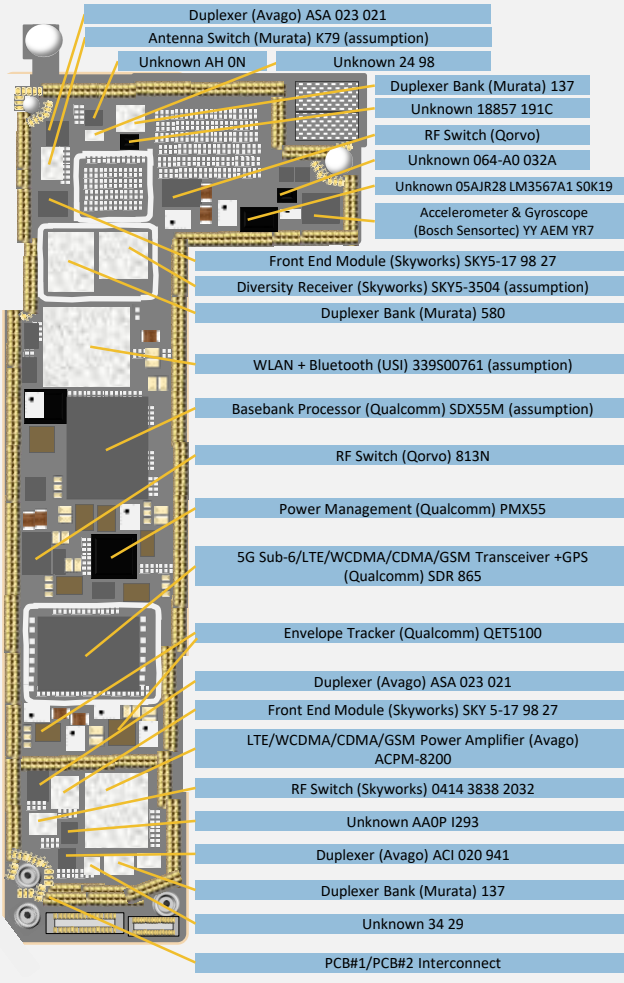 Duplexer (Avago) ASA 023 021
Antenna Switch (Murata) K79 (assumption)
Unknown AH 0N
Unknown 24 98
Duplexer Bank (Murata) 137
Unknown 18857 191C
RF Switch (Qorvo)
Unknown 064-A0 032A
Unknown 05AJR28 LM3567A1 S0K19
Accelerometer & Gyroscope
(Bosch Sensortec) YY AEM YR7
Front End Module (Skyworks) SKY5-17 98 27
Diversity Receiver (Skyworks) SKY5-3504 (assumption)
Duplexer Bank (Murata) 580
WLAN + Bluetooth (USI) 339S00761 (assumption)
Basebank Processor (Qualcomm) SDX55M (assumption)
RF Switch (Qorvo) 813N
Power Management (Qualcomm) PMX55
5G Sub-6/LTE/WCDMA/CDMA/GSM Transceiver +GPS
(Qualcomm) SDR 865
Envelope Tracker (Qualcomm) QET5100
Duplexer (Avago) ASA 023 021
Front End Module (Skyworks) SKY 5-17 98 27
LTE/WCDMA/CDMA/GSM Power Amplifier (Avago)
ACPM-8200
RF Switch (Skyworks) 0414 3838 2032
Unknown AA0P I293
Duplexer (Avago) ACI 020 941
Duplexer Bank (Murata) 137
Unknown 34 29
PCB#1/PCB#2 Interconnect